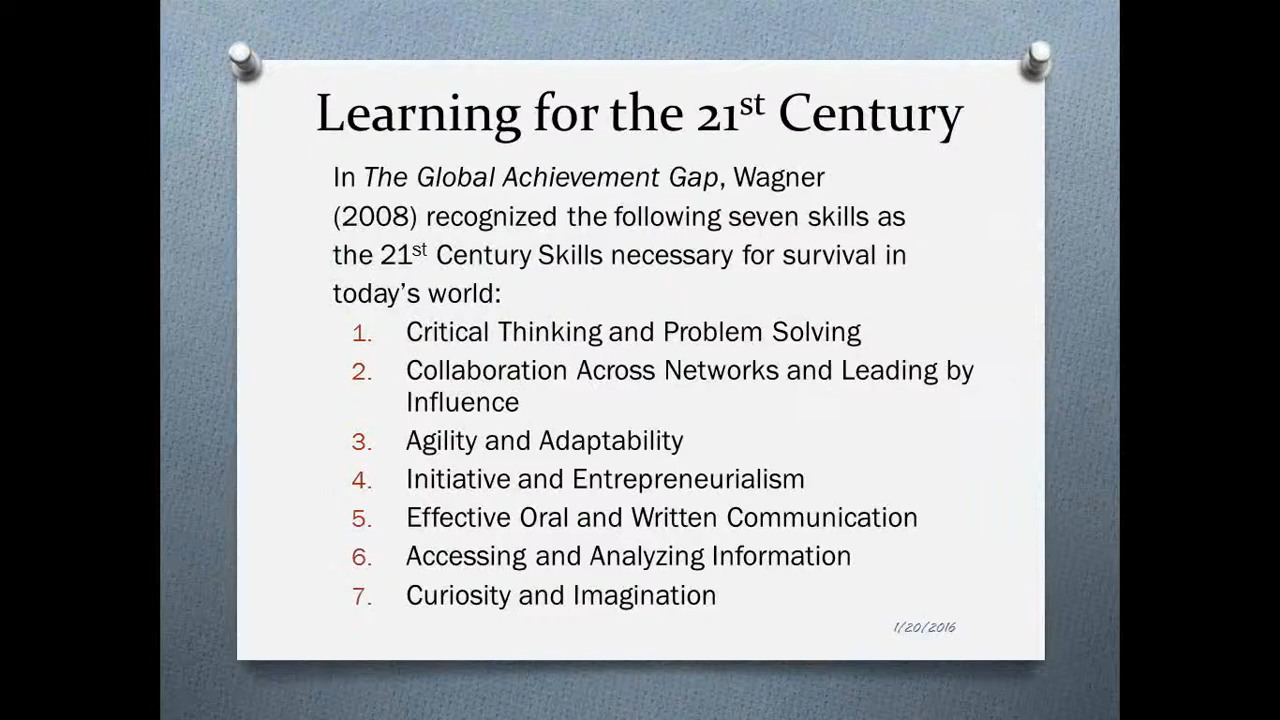 Learning for the 21st Century
In The Global Achievement Gap, Wagner
(2008) recognized the following seven skills as
the 21st Century Skills necessary for survival in
today's world:
1. Critical Thinking and Problem Solving
2. Collaboration Across Networks and Leading by
Influence
3. Agility and Adaptability
4. Initiative and Entrepreneurialism
5. Effective Oral and Written Communication
6. Accessing and Analyzing Information
7. Curiosity and Imagination
1/20/2016